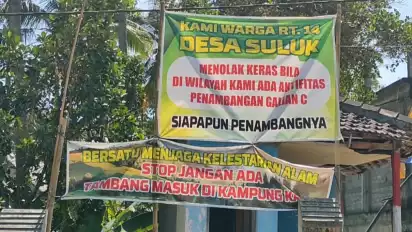 KAMI WARGA RT. 14
DESA SULUK
MENOLAK KERAS BILA
DI WILAYAH KAMI ADA AKTIFITAS
PENAMBANGAN GALIAN C
SIAPAPUN PENAMBANGNYA
BERSATU MENJAGA KELESTARIAN ALAM
STOP JANGAN ADA
TAMBANG MASUK DI KAMPUNG